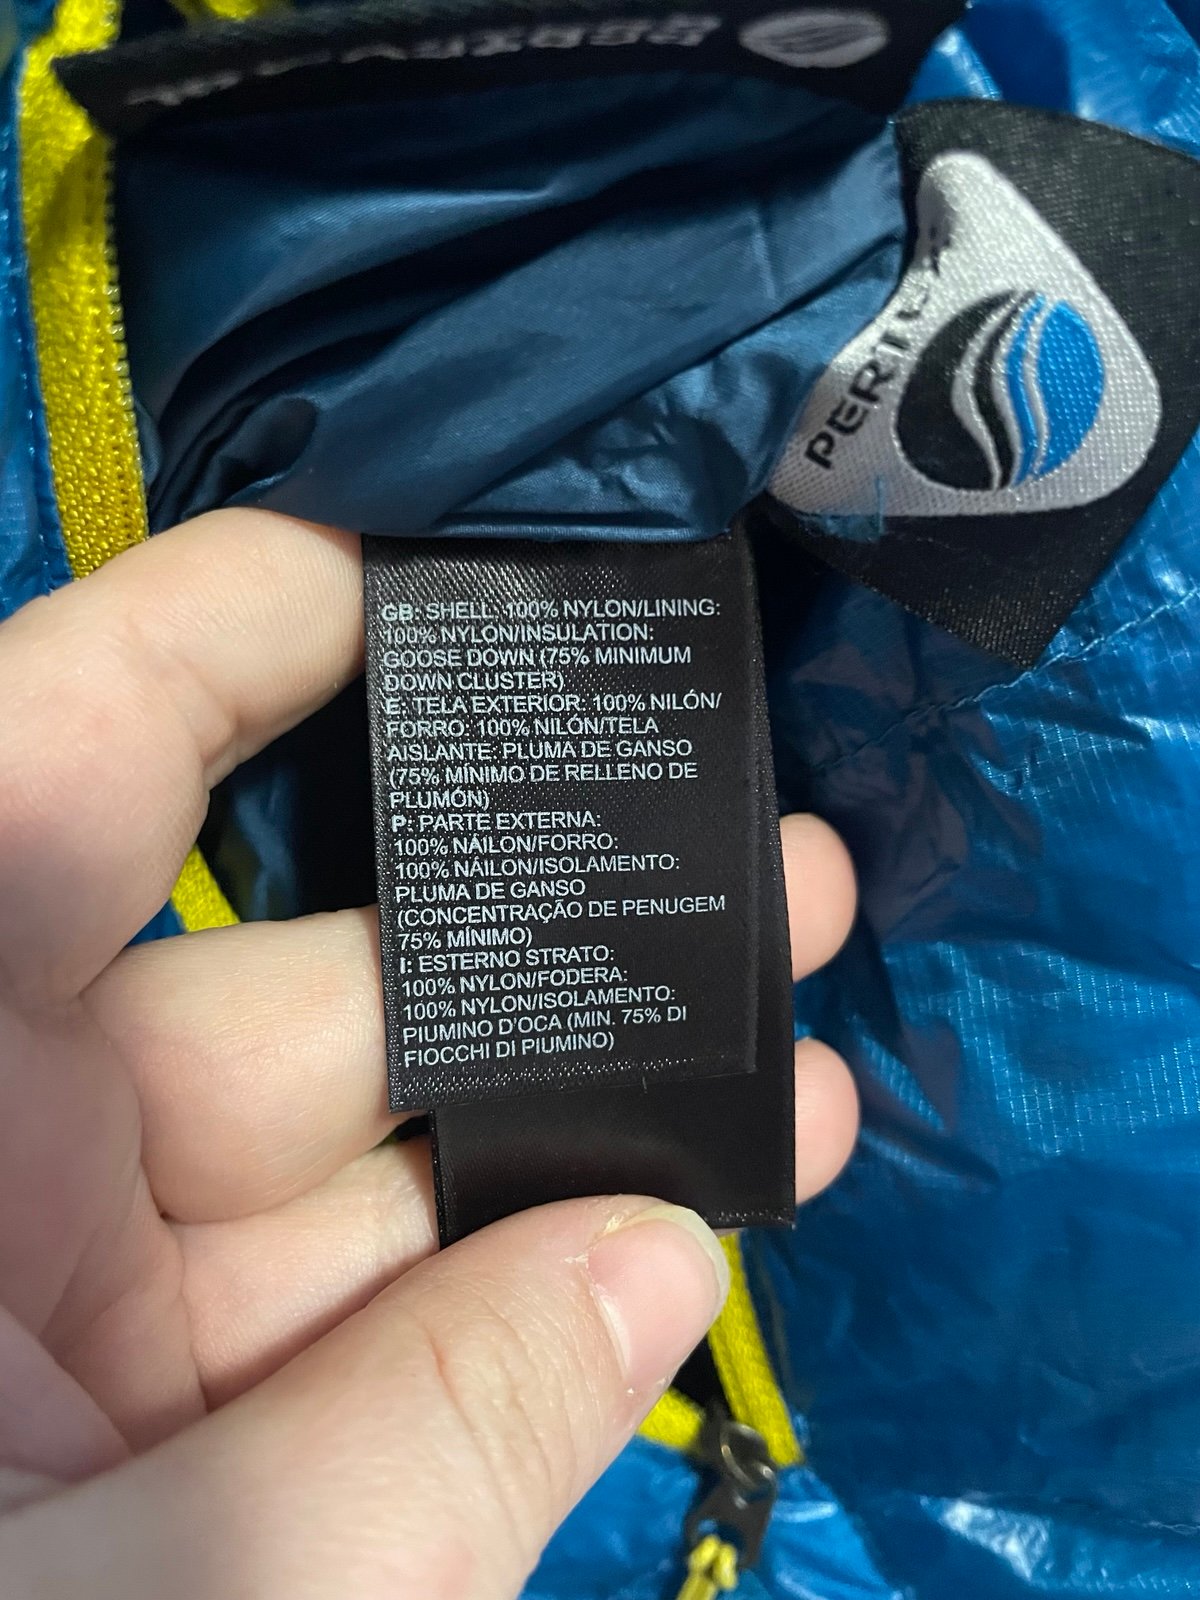 PERTEX
GB: SHELL: 100% NYLON/LINING:
100% NYLON/INSULATION:
GOOSE DOWN (75% MINIMUM
DOWN CLUSTER)
E: TELA EXTERIOR: 100% NILÓN/
FORRO: 100% NILÓN/TELA
AISLANTE: PLUMA DE GANSO
(75% MÍNIMO DE RELLENO DE
PLUMÓN)
P: PARTE EXTERNA:
100% NÁILON/FORRO:
100% NÁILON/ISOLAMENTO:
PLUMA DE GANSO
(CONCENTRAÇÃO DE PENUGEM
75% MÍNIMO)
I: ESTERNO STRATO:
100% NYLON/FODERA:
100% NYLON/ISOLAMENTO:
PIUMINO D'OCA (MIN. 75% DI
FIOCCHI DI PIUMINO)